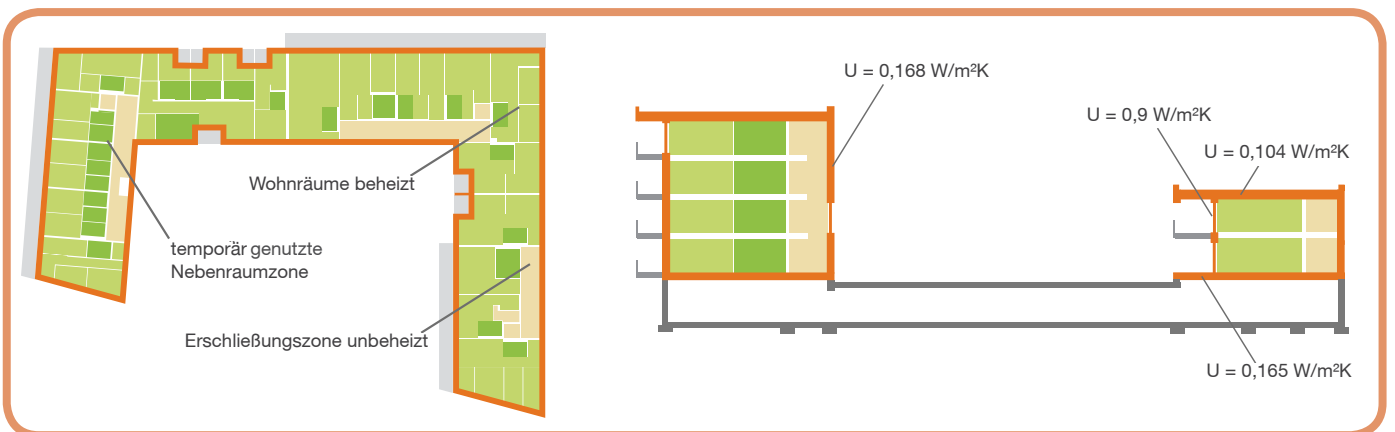 Wohnräume beheizt
temporär genutzte
Nebenraumzone
Erschließungszone unbeheizt
U = 0,168 W/m²K
U = 0,9 W/m²K
U = 0,104 W/m²K
U = 0,165 W/m²K